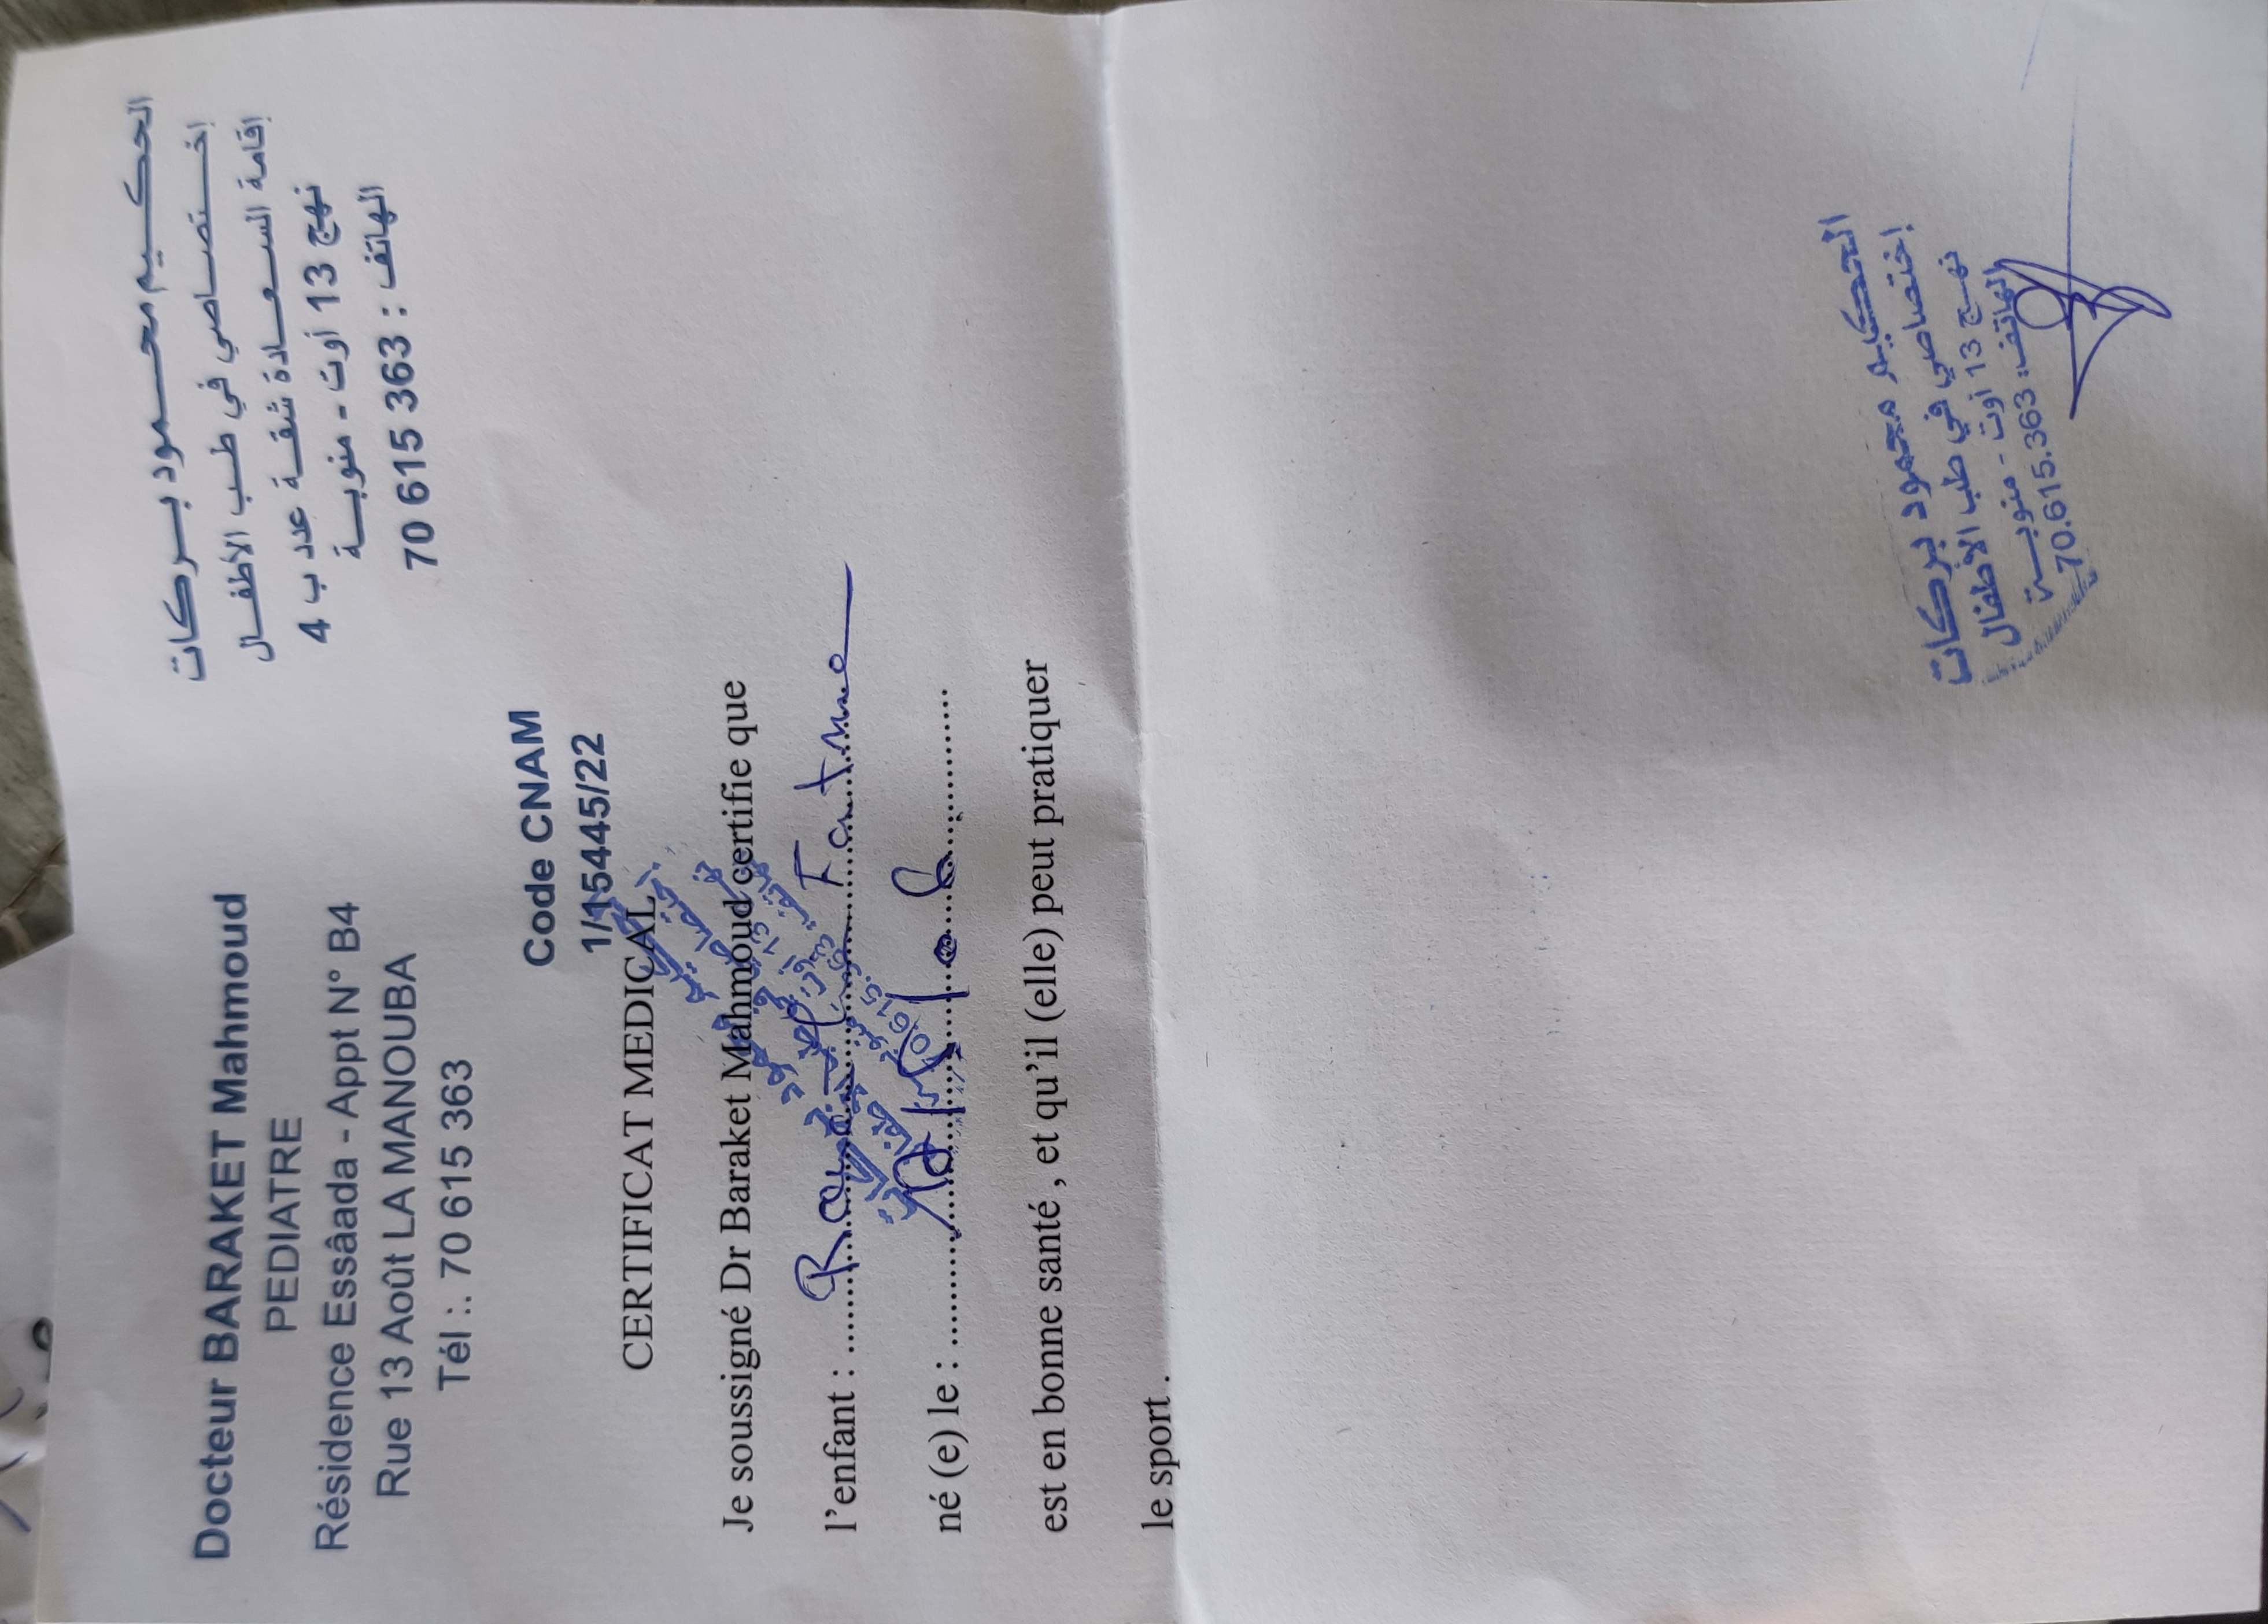 Docteur BARAKET Mahmoud
PEDIATRE
Résidence Essâada - Appt N° B4
Rue 13 Août LA MANOUBA
Tél :. 70 615 363
الحكيم محمود بركات
إختصاصي في طب الأطفال
إقامة السعادة شقة عدد ب 4
نهج 13 أوت - منوبة
الهاتف : 363 615 70
Code CNAM
1/15445/22
CERTIFICAT MEDICAL
Je soussigné Dr Baraket Mahmoud certifie que
l'enfant : Fatma
né (e) le :
est en bonne santé , et qu'il (elle) peut pratiquer
le sport .
الحكيم محمود بركات
إختصاصي في طب الأطفال
نهج 13 أوت - منوبة
الهاتف: 70.615.363